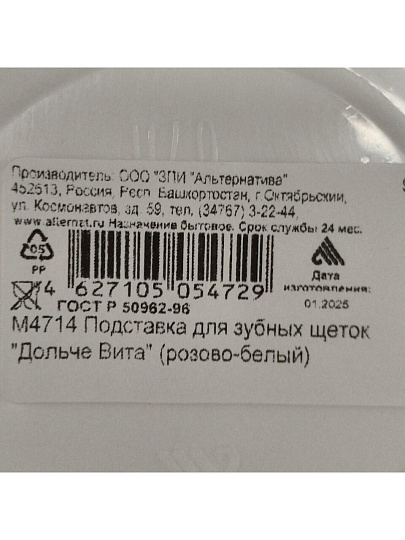 Производитель: ООО "ЗПИ "Альтернатива"
452613, Россия, Респ. Башкортостан, г. Октябрьский,
ул. Космонавтов, зд. 59, тел. (34767) 3-22-44,
www.alternat.ru Назначение бытовое. Срок службы 24 мес.
05
PP
4 627105 054729
Дата
изготовления:
01.2025
ГОСТ Р 50962-96
М4714 Подставка для зубных щеток
"Дольче Вита" (розово-белый)